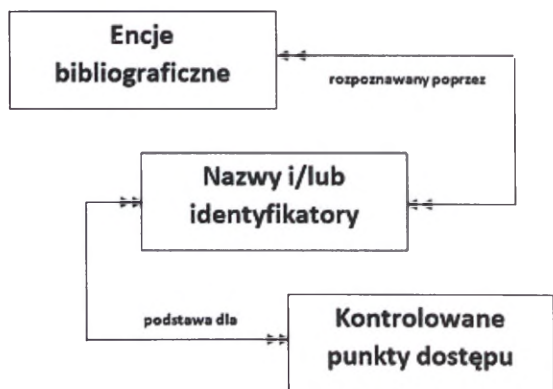 Encje
bibliograficzne
rozpoznawany poprzez
Nazwy i/lub
identyfikatory
podstawa dla
Kontrolowane
punkty dostępu